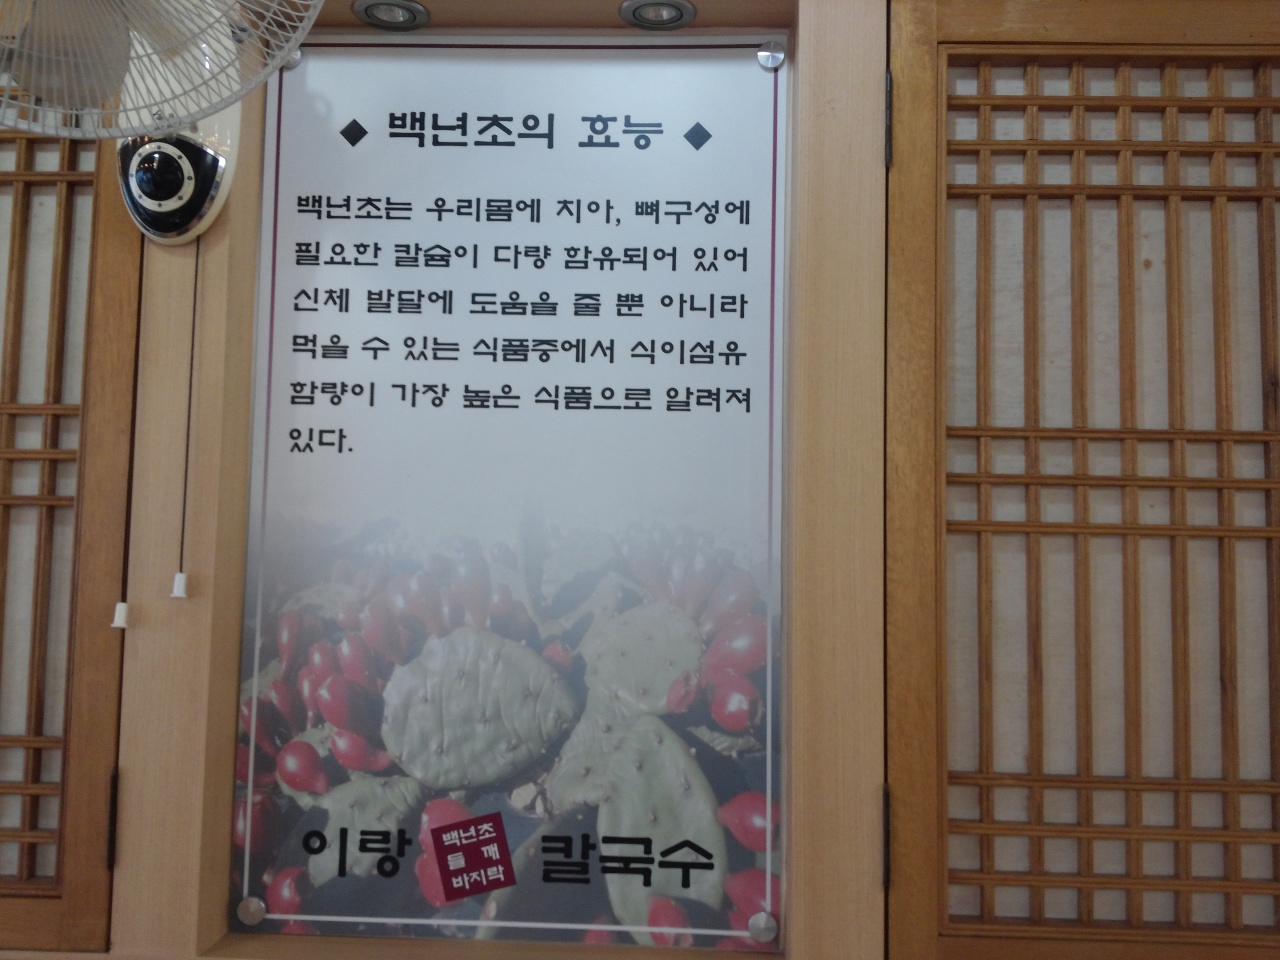 ◆ 백년초의 효능 ◆
백년초는 우리몸에 치아, 뼈구성에
필요한 칼슘이 다량 함유되어 있어
신체 발달에 도움을 줄 뿐 아니라
먹을 수 있는 식품중에서 식이섬유
함량이 가장 높은 식품으로 알려져
있다.
이랑
백년초
들깨
바지락
칼국수